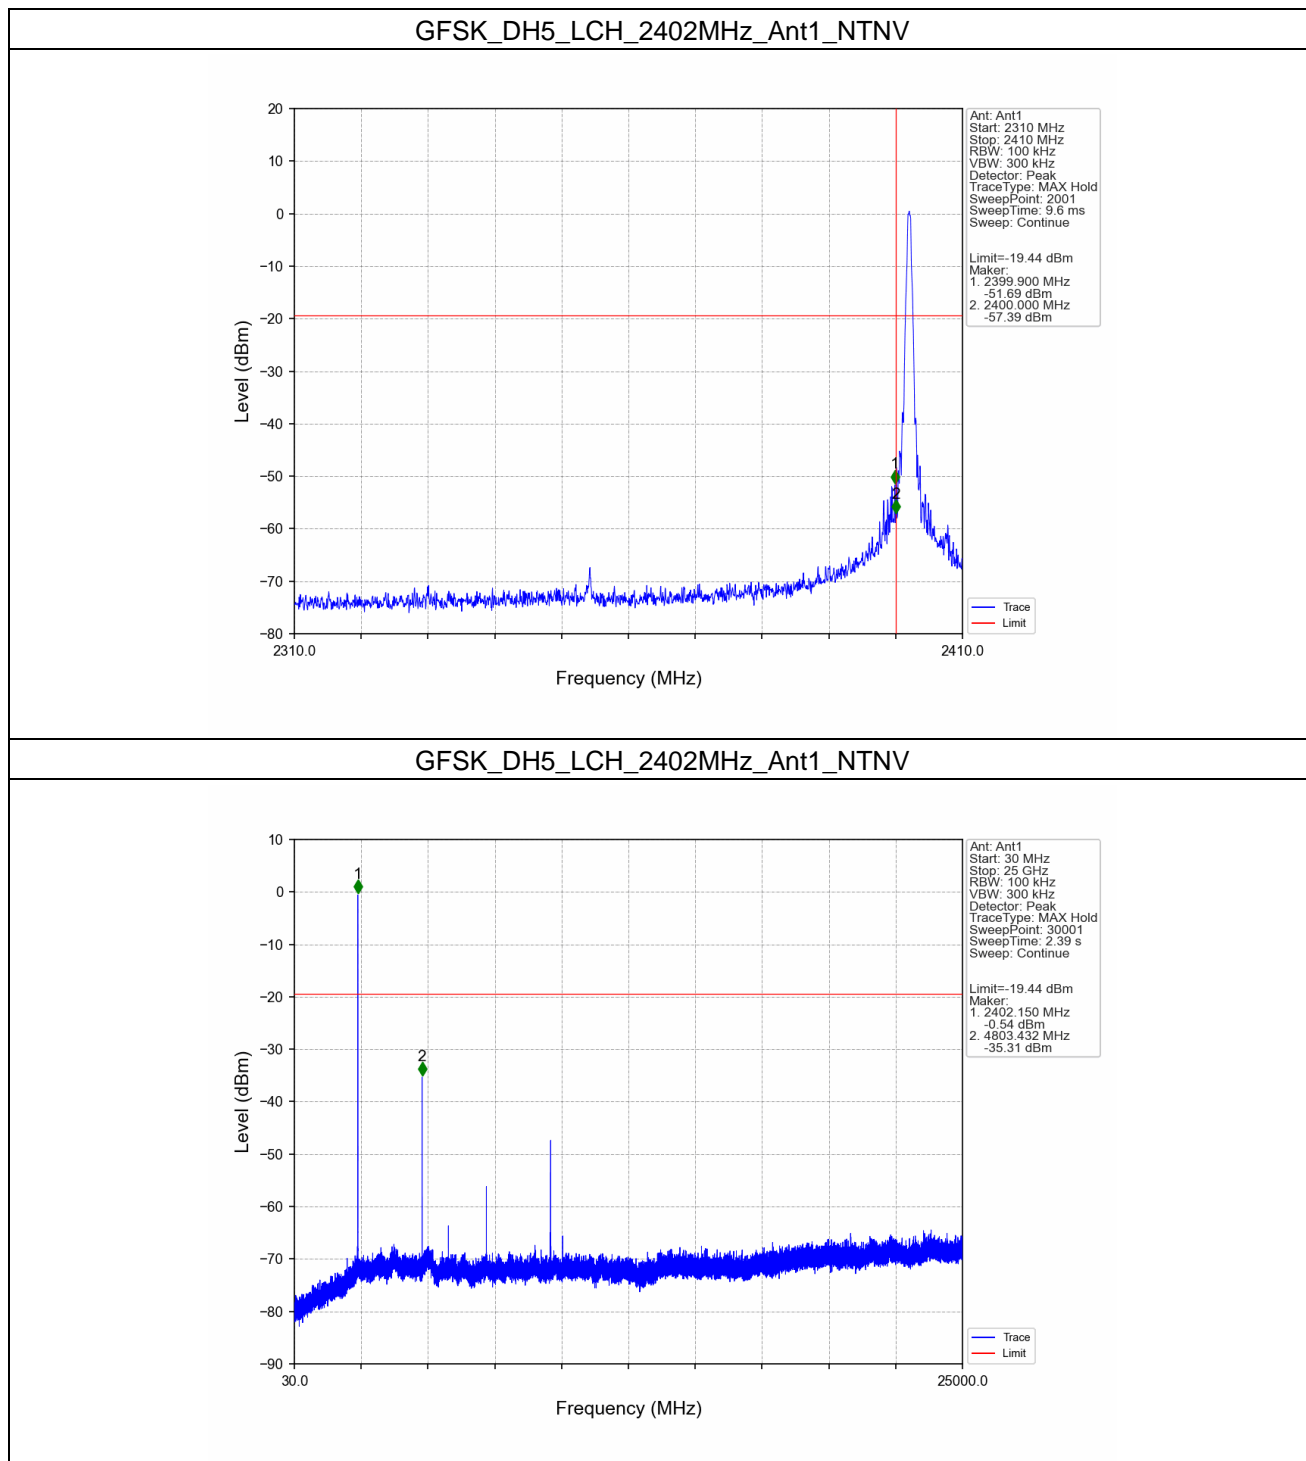 GFSK_DH5_LCH_2402MHz_Ant1_NTNV
20
10
0
−10
−20
−30
−40
−50
−60
−70
−80
Level (dBm)
2310.0
2410.0
Frequency (MHz)
1
2
Ant: Ant1
Start: 2310 MHz
Stop: 2410 MHz
RBW: 100 kHz
VBW: 300 kHz
Detector: Peak
TraceType: MAX Hold
SweepPoint: 2001
SweepTime: 9.6 ms
Sweep: Continue
Limit=-19.44 dBm
Maker:
1. 2399.900 MHz
-51.69 dBm
2. 2400.000 MHz
-57.39 dBm
Trace
Limit
GFSK_DH5_LCH_2402MHz_Ant1_NTNV
10
0
−10
−20
−30
−40
−50
−60
−70
−80
−90
Level (dBm)
30.0
25000.0
Frequency (MHz)
1
2
Ant: Ant1
Start: 30 MHz
Stop: 25 GHz
RBW: 100 kHz
VBW: 300 kHz
Detector: Peak
TraceType: MAX Hold
SweepPoint: 30001
SweepTime: 2.39 s
Sweep: Continue
Limit=-19.44 dBm
Maker:
1. 2402.150 MHz
-0.54 dBm
2. 4803.432 MHz
-35.31 dBm
Trace
Limit